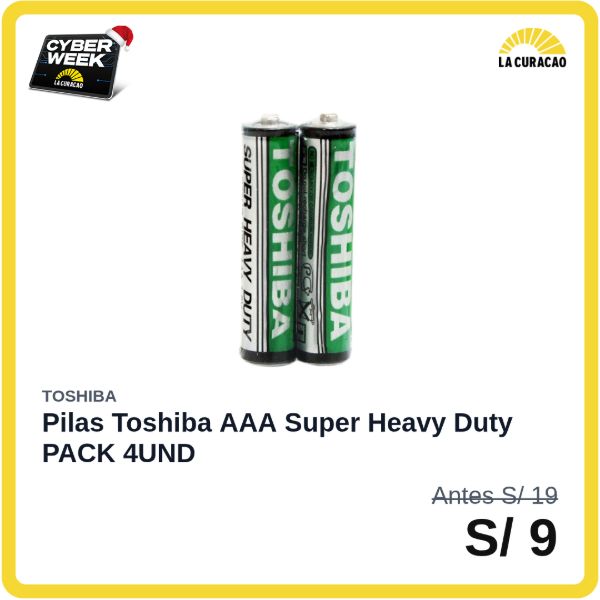 CYBER
WEEK
LA CURACAO
LA CURACAO
SUPER HEAVY DUTY
TOSHIBA
TOSHIBA
TOSHIBA
Pilas Toshiba AAA Super Heavy Duty
PACK 4UND
Antes S/ 19
S/ 9